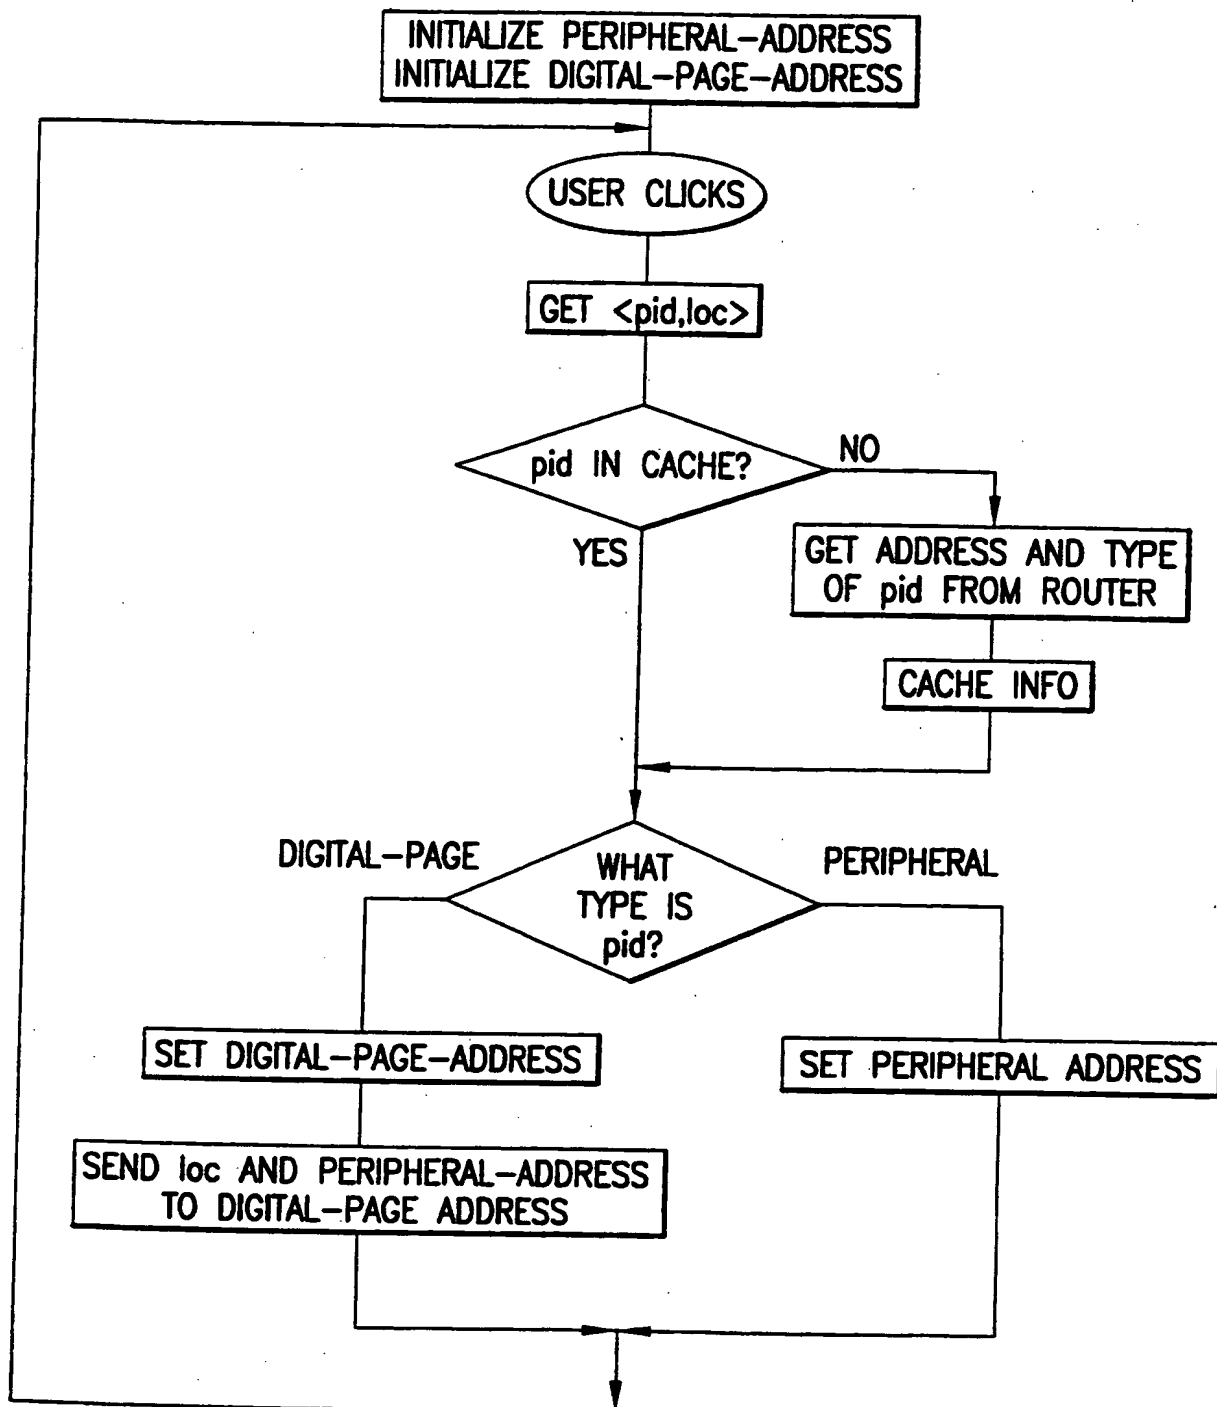 INITIALIZE PERIPHERAL-ADDRESS
INITIALIZE DIGITAL-PAGE-ADDRESS
USER CLICKS
GET <pid,loc>
pid IN CACHE?
NO
YES
GET ADDRESS AND TYPE
OF pid FROM ROUTER
CACHE INFO
DIGITAL-PAGE
WHAT
TYPE IS
pid?
PERIPHERAL
SET DIGITAL-PAGE-ADDRESS
SET PERIPHERAL ADDRESS
SEND loc AND PERIPHERAL-ADDRESS
TO DIGITAL-PAGE ADDRESS